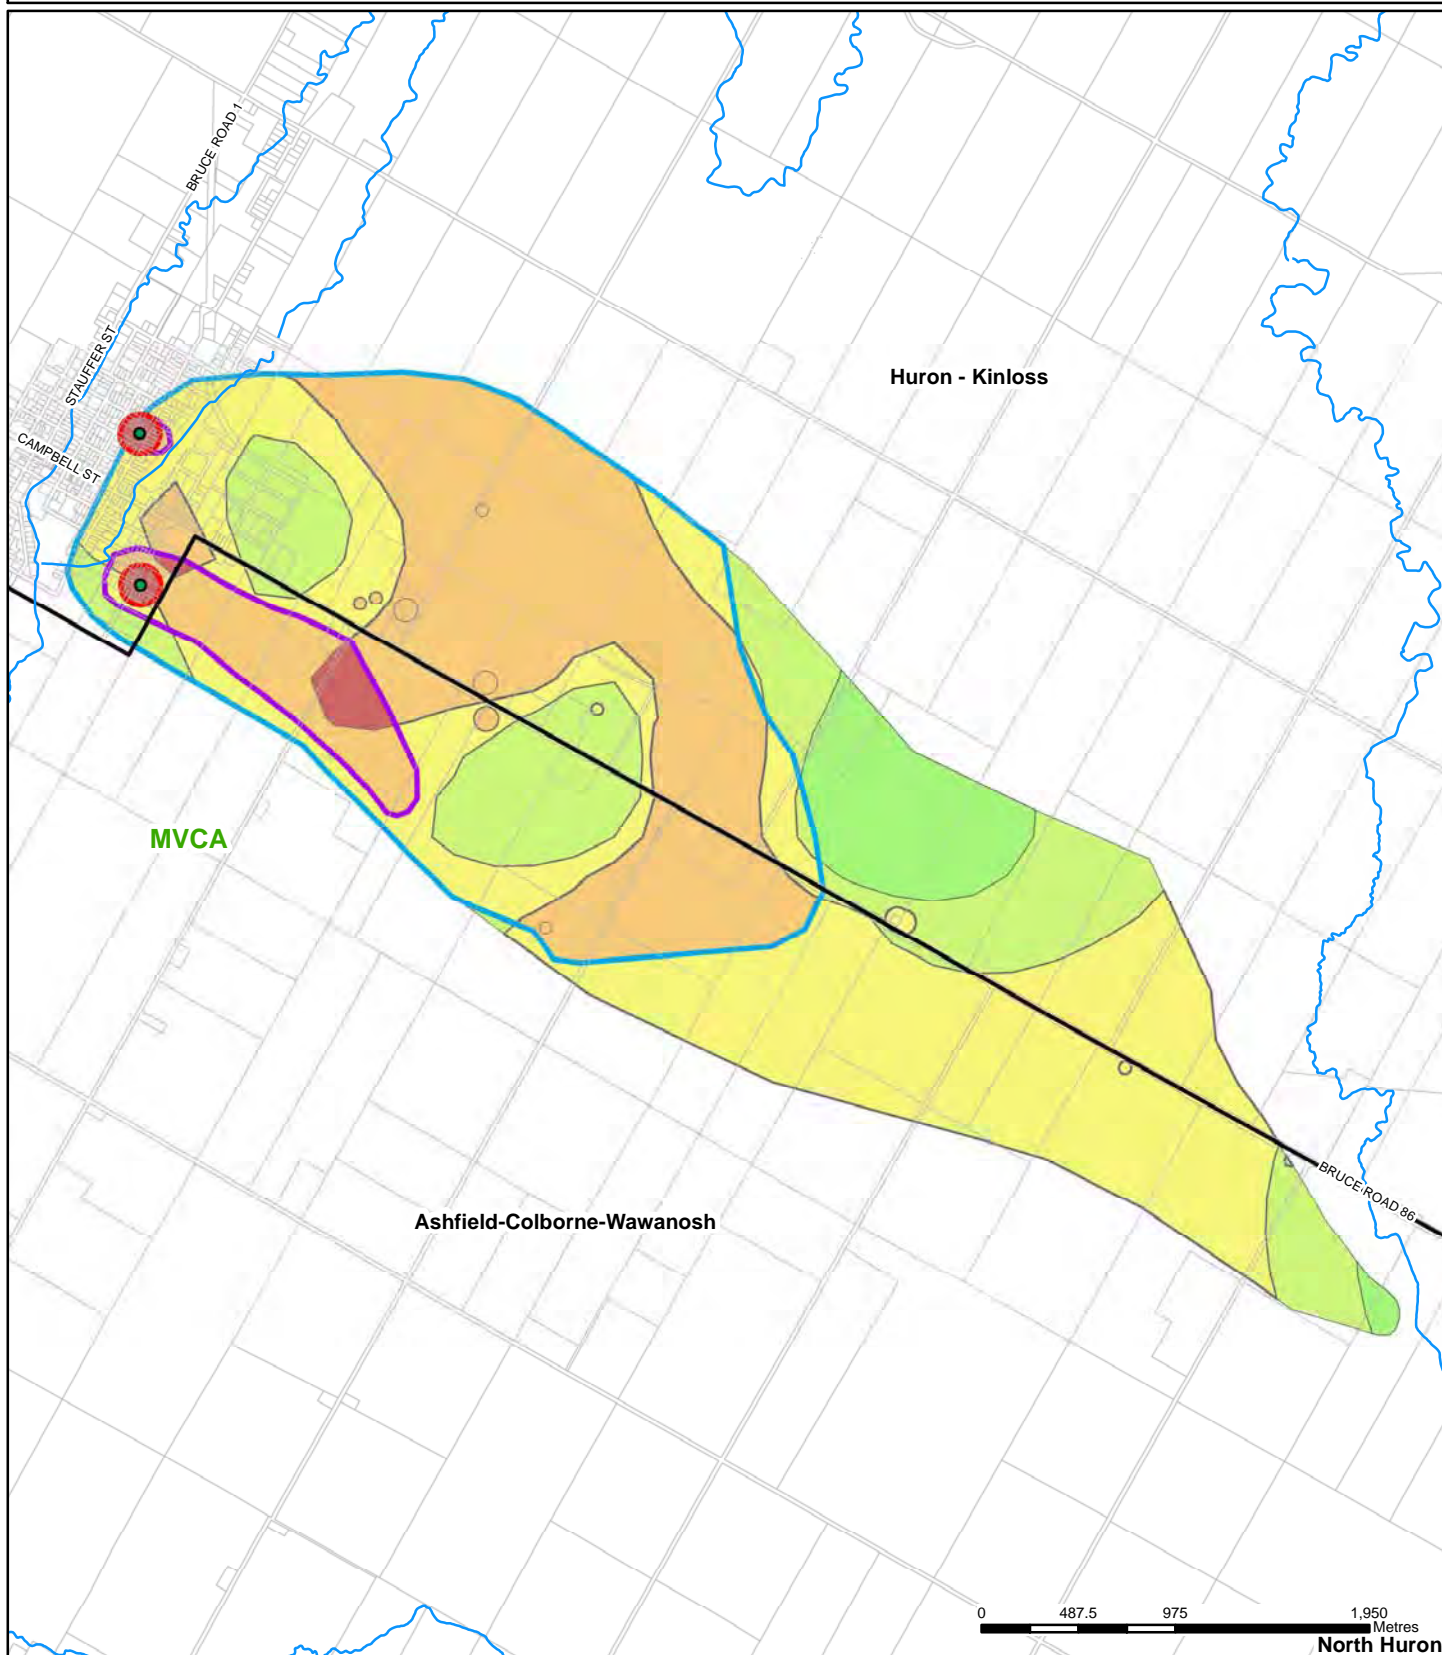 BRUCE ROAD 1
STAUFFER ST
CAMPBELL ST
Huron - Kinloss
MVCA
Ashfield-Colborne-Wawanosh
BRUCE ROAD 86
0 487.5 975 1,950
Metres
North Huron